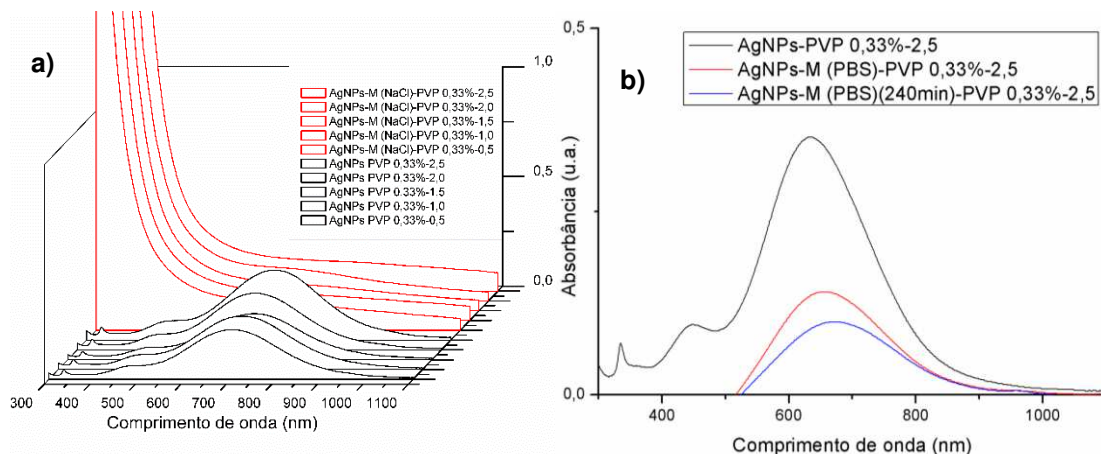 a)
AgNPs-M (NaCl)-PVP 0,33%-2,5
AgNPs-M (NaCl)-PVP 0,33%-2,0
AgNPs-M (NaCl)-PVP 0,33%-1,5
AgNPs-M (NaCl)-PVP 0,33%-1,0
AgNPs-M (NaCl)-PVP 0,33%-0,5
AgNPs PVP 0,33%-2,5
AgNPs PVP 0,33%-2,0
AgNPs PVP 0,33%-1,5
AgNPs PVP 0,33%-1,0
AgNPs PVP 0,33%-0,5
1,0
0,5
0,0
300 400 500 600 700 800 900 1000 1100
Comprimento de onda (nm)
b)
AgNPs-PVP 0,33%-2,5
AgNPs-M (PBS)-PVP 0,33%-2,5
AgNPs-M (PBS)(240min)-PVP 0,33%-2,5
0,5
Absorbância (u.a.)
0,0
400 600 800 1000
Comprimento de onda (nm)